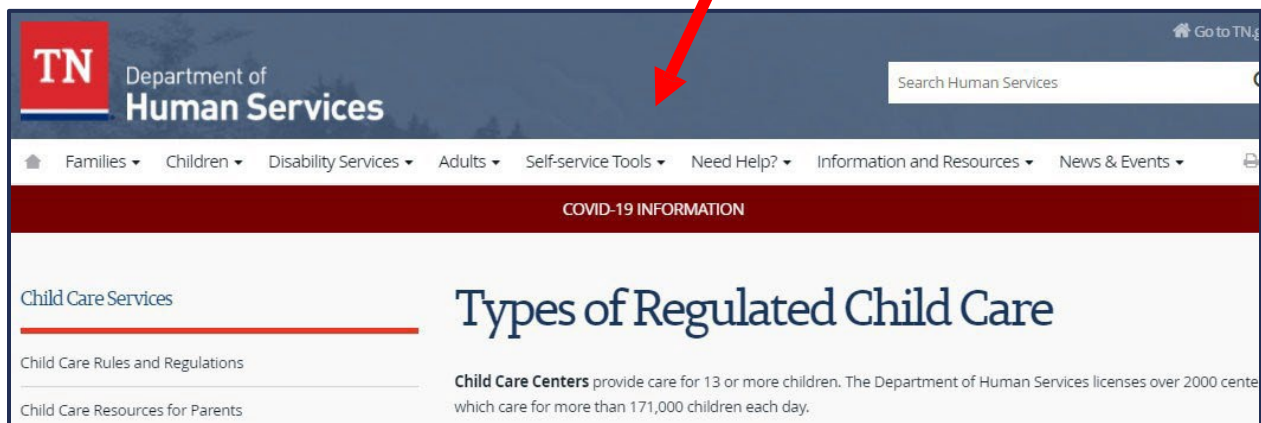 Go to TN.g
TN
Department of
Human Services
Search Human Services
Families
Children
Disability Services
Adults
Self-service Tools
Need Help?
Information and Resources
News & Events
COVID-19 INFORMATION
Child Care Services
Child Care Rules and Regulations
Child Care Resources for Parents
Types of Regulated Child Care
Child Care Centers provide care for 13 or more children. The Department of Human Services licenses over 2000 cente
which care for more than 171,000 children each day.